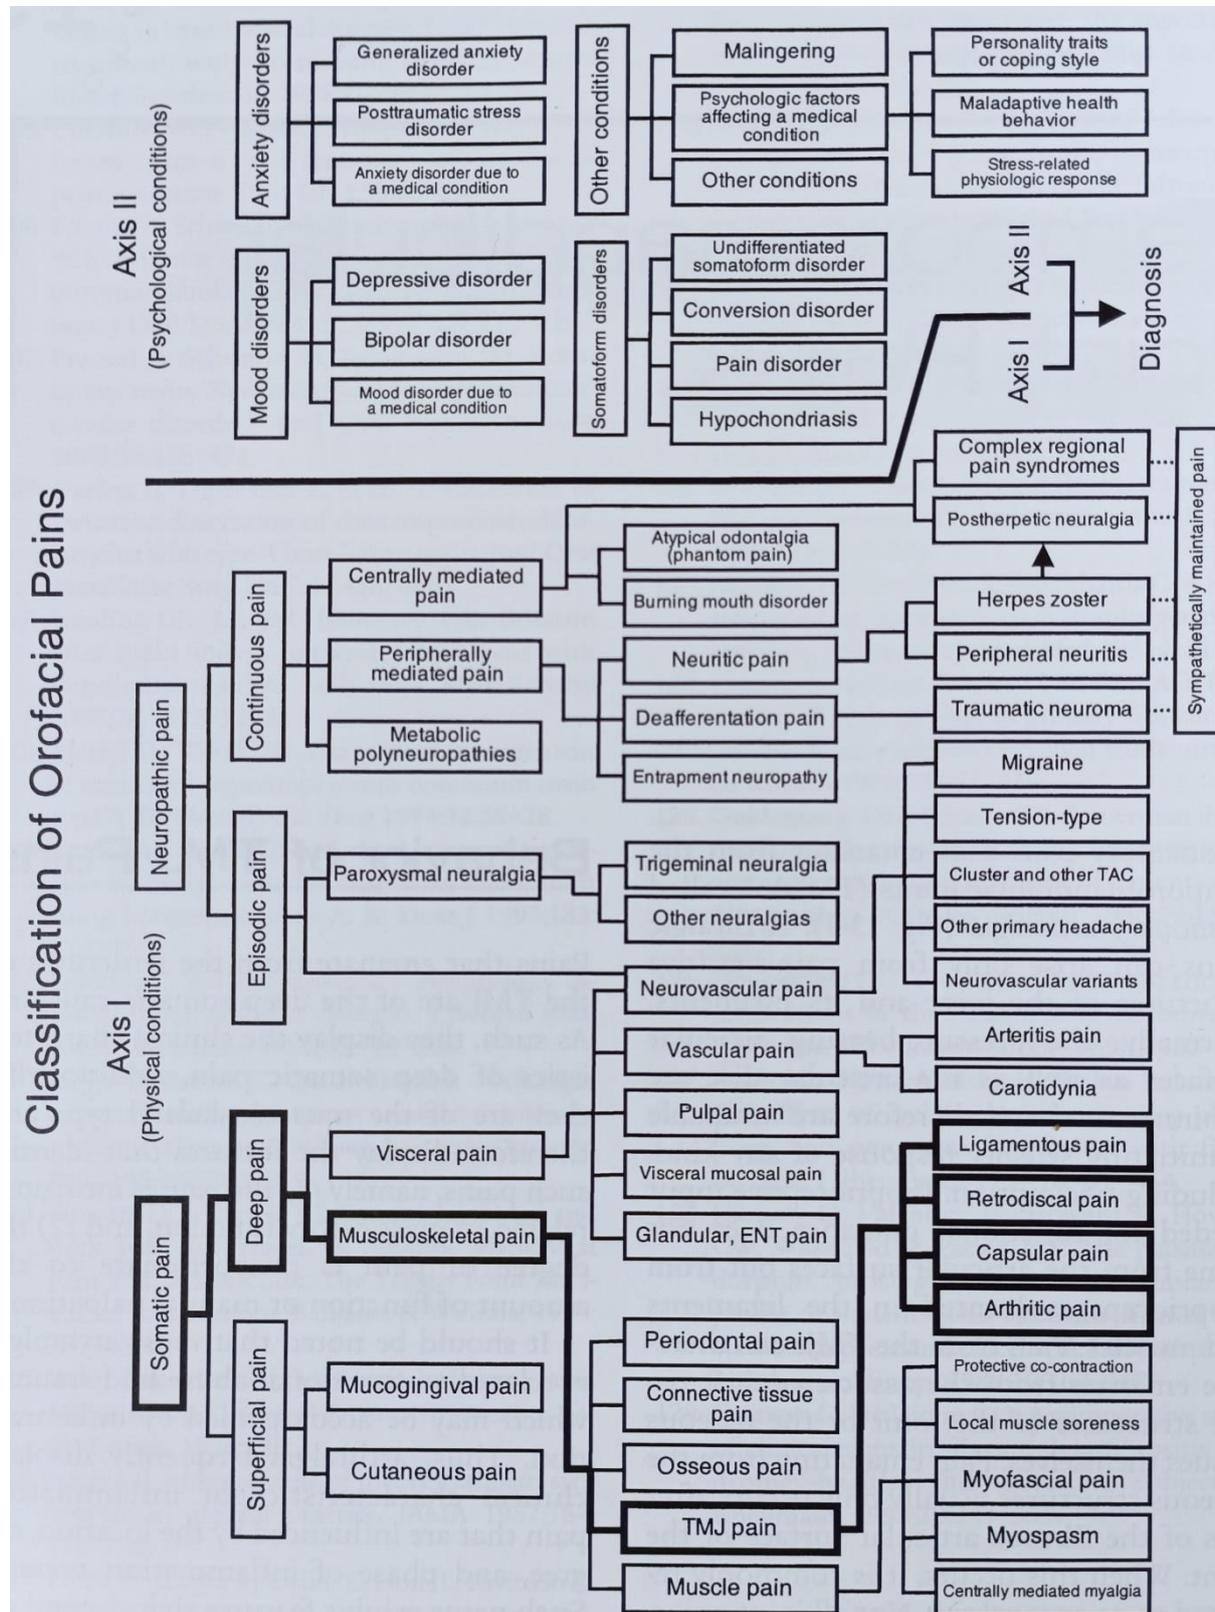 Classification of Orofacial Pains
Axis I
(Physical conditions)
Axis II
(Psychological conditions)
Anxiety disorders
Generalized anxiety
disorder
Posttraumatic stress
disorder
Anxiety disorder due to
a medical condition
Mood disorders
Depressive disorder
Bipolar disorder
Mood disorder due to
a medical condition
Other conditions
Malingering
Psychologic factors
affecting a medical
condition
Other conditions
Personality traits
or coping style
Maladaptive health
behavior
Stress-related
physiologic response
Somatoform disorders
Undifferentiated
somatoform disorder
Conversion disorder
Pain disorder
Hypochondriasis
Axis I
Axis II
Diagnosis
Neuropathic pain
Continuous pain
Centrally mediated
pain
Peripherally
mediated pain
Metabolic
polyneuropathies
Atypical odontalgia
(phantom pain)
Burning mouth disorder
Neuritic pain
Deafferentation pain
Entrapment neuropathy
Complex regional
pain syndromes
Postherpetic neuralgia
Herpes zoster
Peripheral neuritis
Traumatic neuroma
Sympathetically maintained pain
Episodic pain
Paroxysmal neuralgia
Trigeminal neuralgia
Other neuralgias
Neurovascular pain
Migraine
Tension-type
Cluster and other TAC
Other primary headache
Neurovascular variants
Somatic pain
Deep pain
Visceral pain
Vascular pain
Pulpal pain
Visceral mucosal pain
Glandular, ENT pain
Arteritis pain
Carotidynia
Musculoskeletal pain
Periodontal pain
Connective tissue
pain
Osseous pain
TMJ pain
Muscle pain
Ligamentous pain
Retrodiscal pain
Capsular pain
Arthritic pain
Protective co-contraction
Local muscle soreness
Myofascial pain
Myospasm
Centrally mediated myalgia
Superficial pain
Mucogingival pain
Cutaneous pain